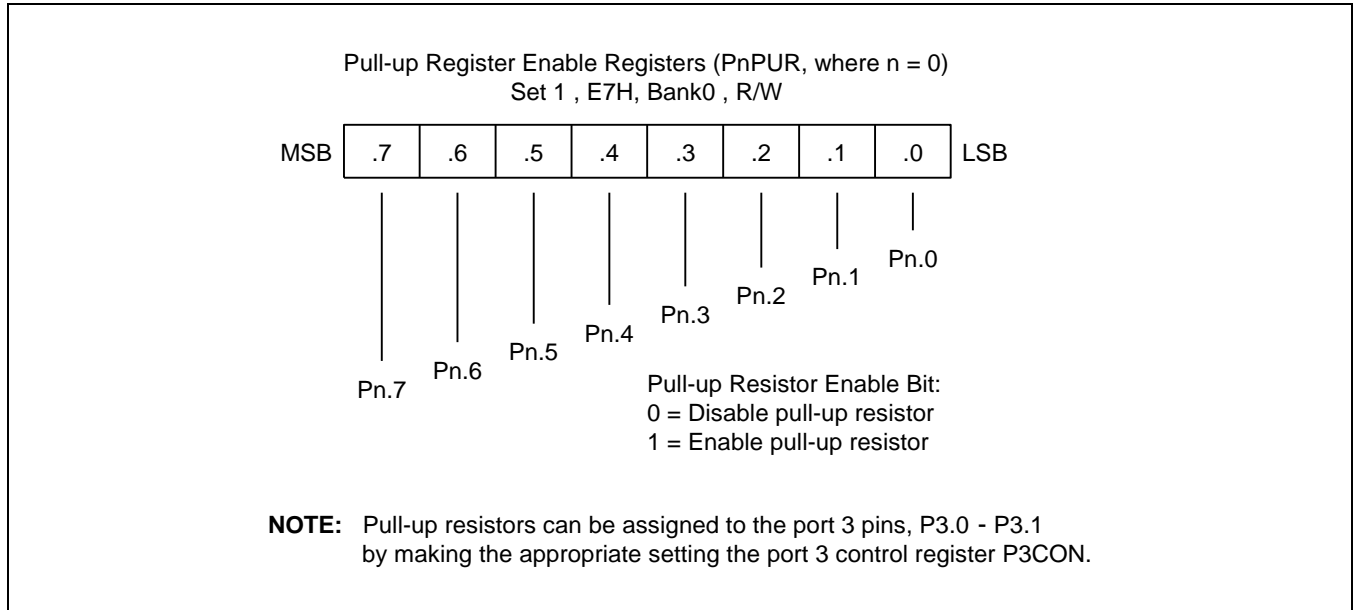 Pull-up Register Enable Registers (PnPUR, where n = 0)
Set 1 , E7H, Bank0 , R/W
MSB .7 .6 .5 .4 .3 .2 .1 .0 LSB
Pn.0
Pn.1
Pn.2
Pn.3
Pn.4
Pn.5
Pn.6
Pn.7
Pull-up Resistor Enable Bit:
0 = Disable pull-up resistor
1 = Enable pull-up resistor
NOTE: Pull-up resistors can be assigned to the port 3 pins, P3.0 - P3.1
by making the appropriate setting the port 3 control register P3CON.